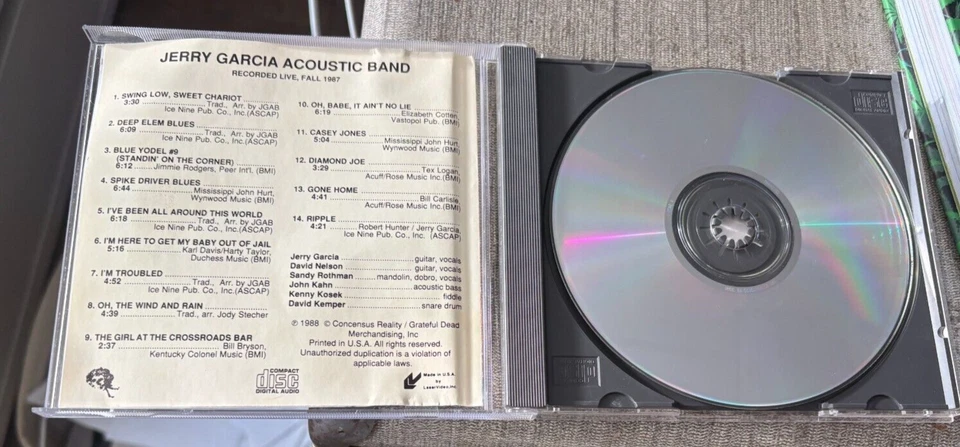 JERRY GARCIA ACOUSTIC BAND
RECORDED LIVE, FALL 1987
1. SWING LOW, SWEET CHARIOT
3:30 Trad., Arr. by JGAB
Ice Nine Pub. Co., Inc.(ASCAP)
2. DEEP ELEM BLUES
6:09 Trad., Arr. by JGAB
Ice Nine Pub. Co., Inc.(ASCAP)
3. BLUE YODEL #9
(STANDIN' ON THE CORNER)
6:12 Jimmie Rodgers, Peer Int'l. (BMI)
4. SPIKE DRIVER BLUES
6:44 Mississippi John Hurt,
Wynwood Music (BMI)
5. I'VE BEEN ALL AROUND THIS WORLD
6:18 Trad., Arr. by JGAB
Ice Nine Pub. Co., Inc.(ASCAP)
6. I'M HERE TO GET MY BABY OUT OF JAIL
5:16 Karl Davis/Harty Taylor,
Duchess Music (BMI)
7. I'M TROUBLED
4:52 Trad., Arr. by JGAB
Ice Nine Pub. Co., Inc.(ASCAP)
8. OH, THE WIND AND RAIN
4:39 Trad., arr. Jody Stecher
9. THE GIRL AT THE CROSSROADS BAR
2:37 Bill Bryson,
Kentucky Colonel Music (BMI)
10. OH, BABE, IT AIN'T NO LIE
6:19 Elizabeth Cotten,
Vastopol Pub. (BMI)
11. CASEY JONES
5:04 Mississippi John Hurt,
Wynwood Music (BMI)
12. DIAMOND JOE
3:29 Tex Logan,
Acuff/Rose Music Inc.(BMI)
13. GONE HOME
4:41 Bill Carlisle,
Acuff/Rose Music Inc.(BMI)
14. RIPPLE
4:21 Robert Hunter / Jerry Garcia,
Ice Nine Pub. Co., Inc. (ASCAP)
Jerry Garcia guitar, vocals
David Nelson guitar, vocals
Sandy Rothman mandolin, dobro, vocals
John Kahn acoustic bass
Kenny Kosek fiddle
David Kemper snare drum
℗ 1988 © Concensus Reality / Grateful Dead
Merchandising, Inc
Printed in U.S.A. All rights reserved.
Unauthorized duplication is a violation of
applicable laws.
COMPACT
disc
DIGITAL AUDIO
Made in U.S.A.
by
LaserVideo, Inc.